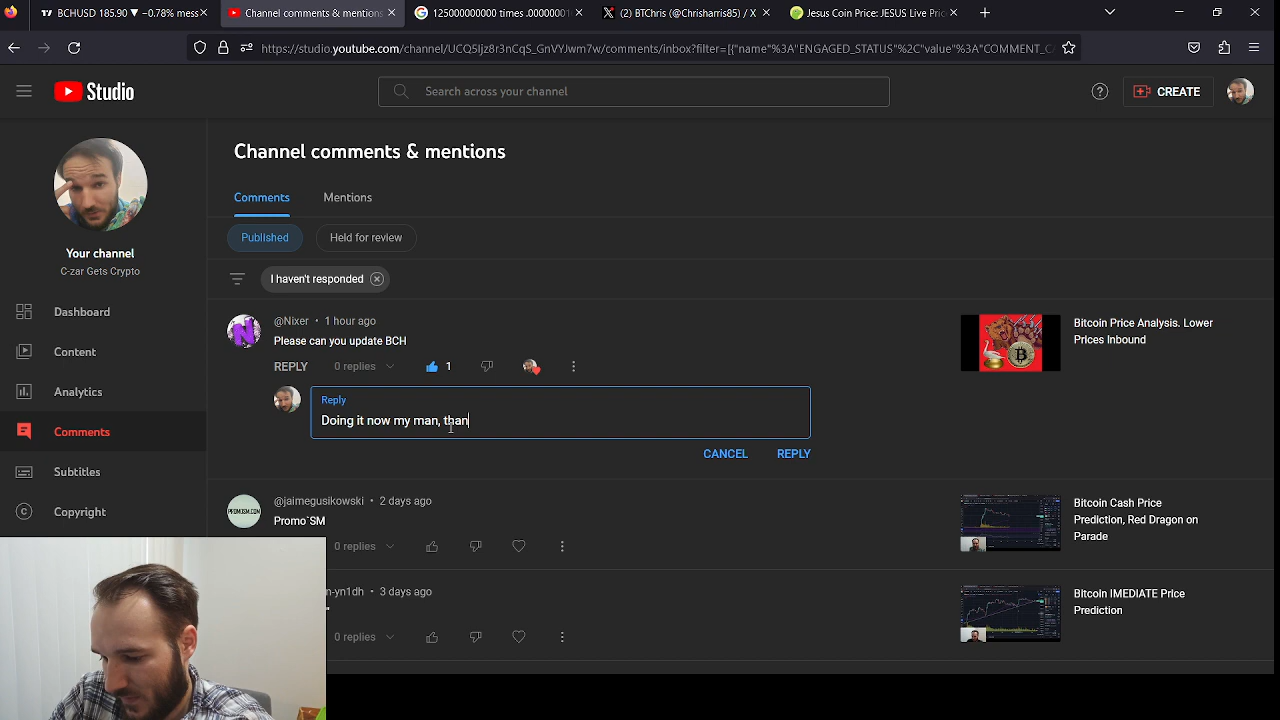 BCHUSD 185.90 ▼ −0.78% mess
Channel comments & mentions
125000000000 times .00000001
(2) BTChris (@Chrisharris85) / X
Jesus Coin Price: JESUS Live Pric
https://studio.youtube.com/channel/UCQ5Ijz8r3nCqS_GnVYJwm7w/comments/inbox?filter=[{"name"%3A"ENGAGED_STATUS"%2C"value"%3A"COMMENT_C
Studio
Search across your channel
CREATE
Channel comments & mentions
Comments
Mentions
Published
Held for review
I haven't responded
Your channel
C-zar Gets Crypto
Dashboard
Content
Analytics
Comments
Subtitles
Copyright
@Nixer • 1 hour ago
Please can you update BCH
REPLY 0 replies 1
Reply
Doing it now my man, than
CANCEL REPLY
Bitcoin Price Analysis. Lower
Prices Inbound
@jaimegusikowski • 2 days ago
PROMOSM.COM
Promo`SM
0 replies
Bitcoin Cash Price
Prediction, Red Dragon on
Parade
n-yn1dh • 3 days ago
0 replies
Bitcoin IMEDIATE Price
Prediction